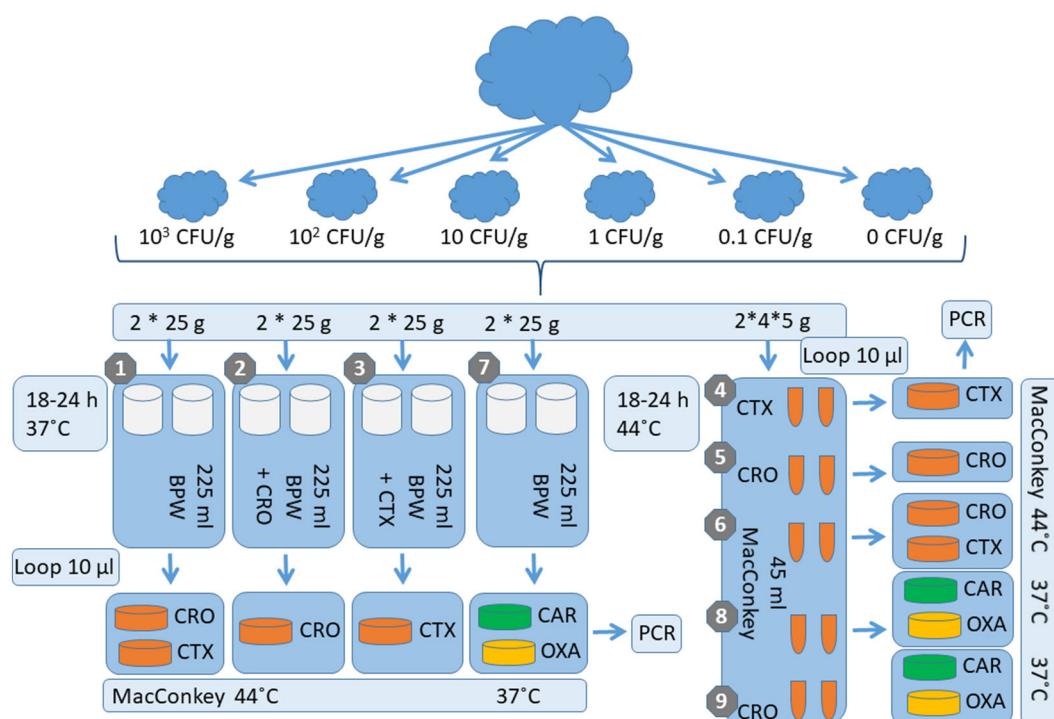 10³ CFU/g
10² CFU/g
10 CFU/g
1 CFU/g
0.1 CFU/g
0 CFU/g
2 * 25 g
2 * 25 g
2 * 25 g
2 * 25 g
2*4*5 g
PCR
Loop 10 µl
1
2
3
7
18-24 h
37˚C
225 ml
BPW
225 ml
BPW
+ CRO
225 ml
BPW
+ CTX
225 ml
BPW
Loop 10 µl
CRO
CTX
CRO
CTX
CAR
OXA
PCR
MacConkey 44˚C
37˚C
18-24 h
44˚C
4
CTX
5
CRO
6
45 ml
MacConkey
8
9
CRO
CTX
CRO
CRO
CTX
CAR
OXA
CAR
OXA
MacConkey 44˚C
37˚C
37˚C